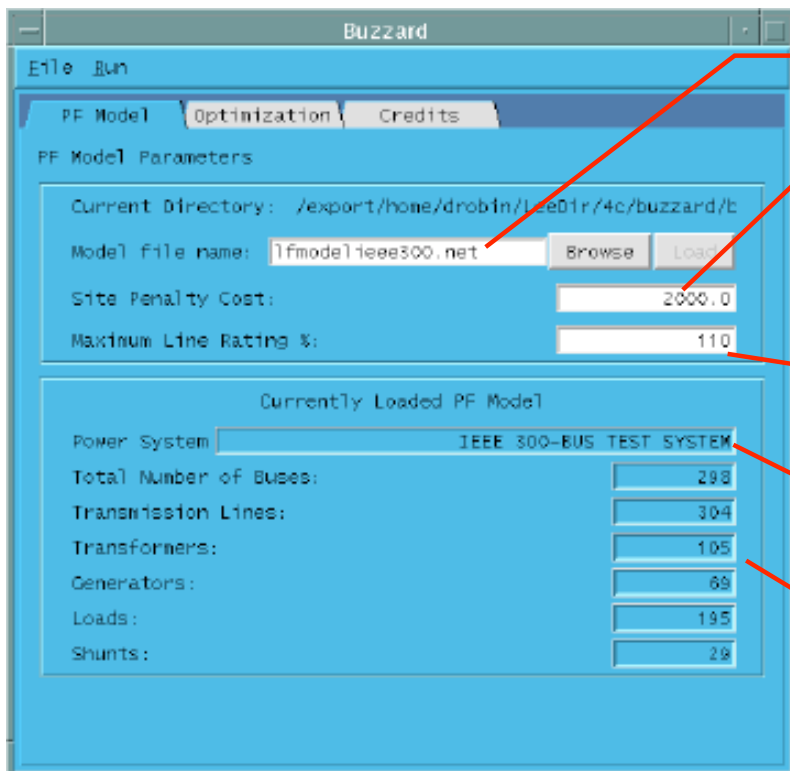 Buzzard
File Run
PF Model Optimization Credits
PF Model Parameters
Current Directory: /export/home/drobin/LeeDir/4c/buzzard/b
Model file name: lfmodelieee300.net Browse Load
Site Penalty Cost: 2000.0
Maximum Line Rating %: 110
Currently Loaded PF Model
Power System IEEE 300-BUS TEST SYSTEM
Total Number of Buses: 298
Transmission Lines: 304
Transformers: 105
Generators: 69
Loads: 195
Shunts: 29